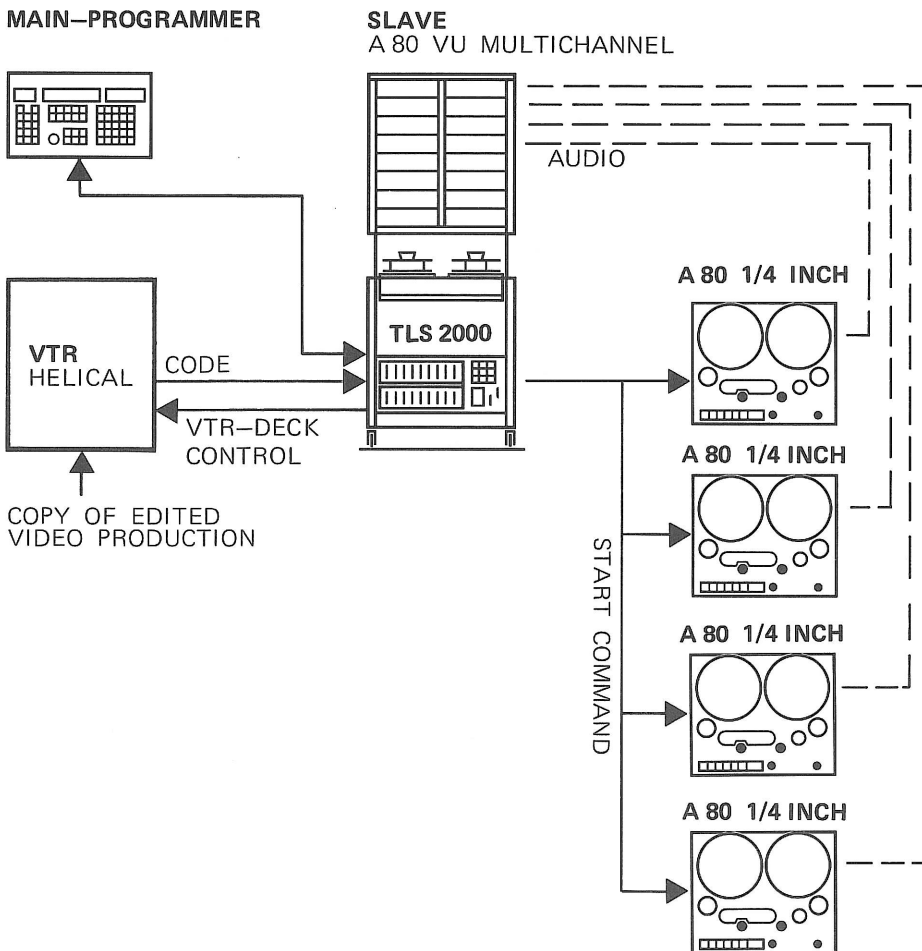 MAIN–PROGRAMMER
SLAVE
A 80 VU MULTICHANNEL
AUDIO
A 80 1/4 INCH
TLS 2000
VTR
HELICAL
CODE
VTR–DECK
CONTROL
A 80 1/4 INCH
COPY OF EDITED
VIDEO PRODUCTION
START COMMAND
A 80 1/4 INCH
A 80 1/4 INCH